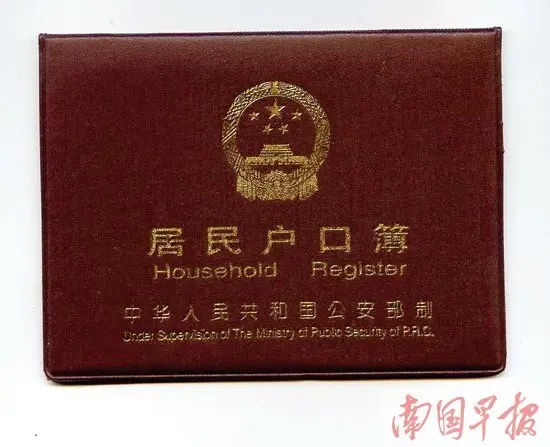 居民户口簿
Household Register
中华人民共和国公安部制
Under Supervision of The Ministry of Public Security of P.R.C.
南国早报